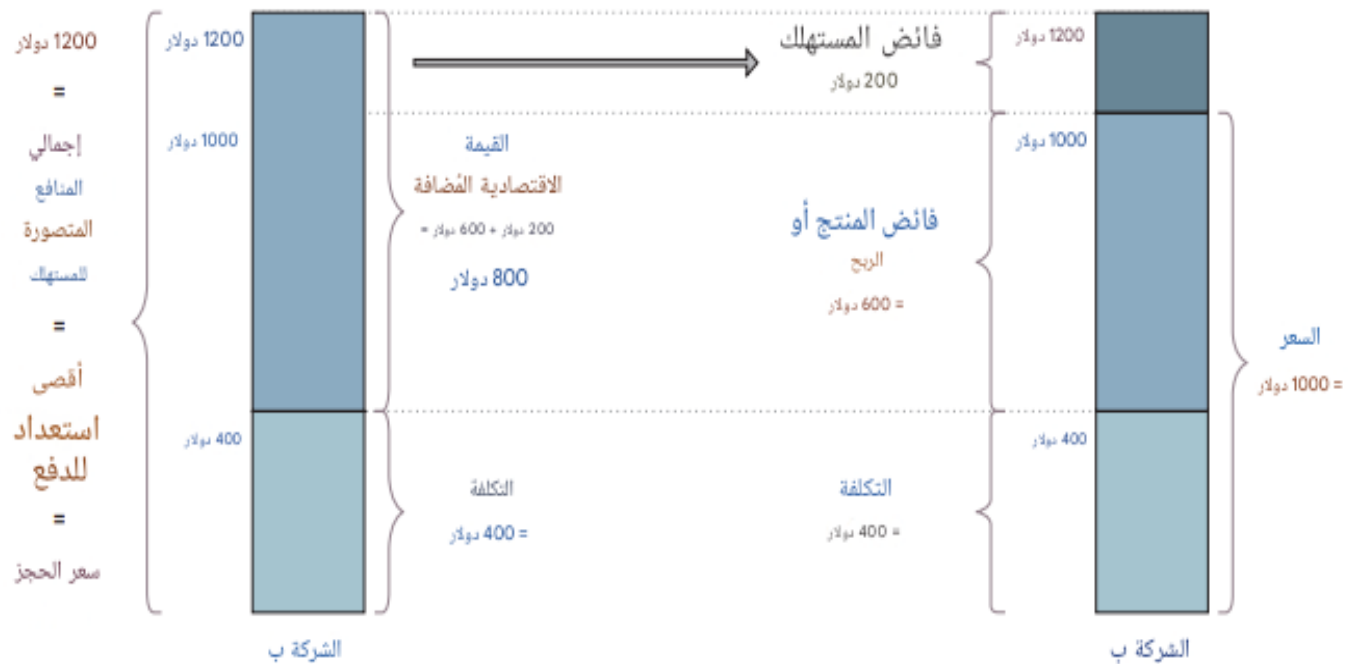 1200 دولار
=
إجمالي
المنافع
المتصورة
للمستهلك
=
أقصى
استعداد
للدفع
=
سعر الحجز
1200 دولار
1000 دولار
400 دولار
الشركة ب
القيمة
الاقتصادية المُضافة
200 دولار + 600 دولار =
800 دولار
التكلفة
= 400 دولار
فائض المستهلك
200 دولار
فائض المنتج أو
الربح
= 600 دولار
التكلفة
= 400 دولار
1200 دولار
1000 دولار
400 دولار
الشركة ب
السعر
= 1000 دولار